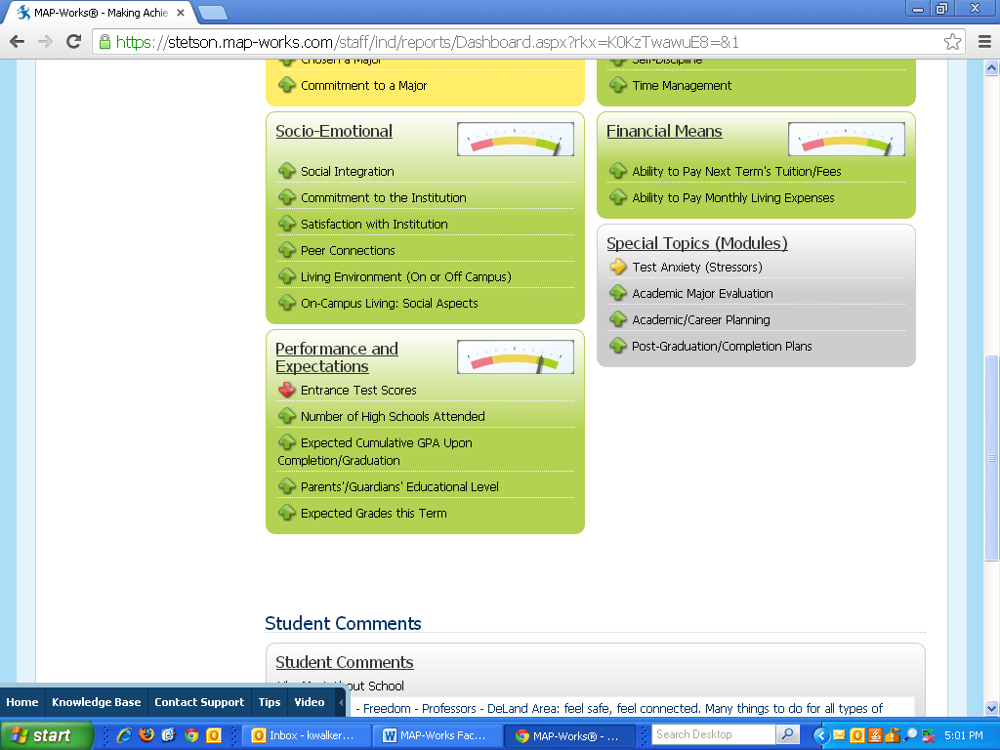 MAP-Works® - Making Achie
https://stetson.map-works.com/staff/ind/reports/Dashboard.aspx?rkx=K0KzTwawuE8=&1
Chosen a Major
Commitment to a Major
Self-Discipline
Time Management
Socio-Emotional
Social Integration
Commitment to the Institution
Satisfaction with Institution
Peer Connections
Living Environment (On or Off Campus)
On-Campus Living: Social Aspects
Financial Means
Ability to Pay Next Term's Tuition/Fees
Ability to Pay Monthly Living Expenses
Special Topics (Modules)
Test Anxiety (Stressors)
Academic Major Evaluation
Academic/Career Planning
Post-Graduation/Completion Plans
Performance and
Expectations
Entrance Test Scores
Number of High Schools Attended
Expected Cumulative GPA Upon
Completion/Graduation
Parents'/Guardians' Educational Level
Expected Grades this Term
Student Comments
Student Comments
out School
- Freedom - Professors - DeLand Area: feel safe, feel connected. Many things to do for all types of
Home Knowledge Base Contact Support Tips Video
start Inbox - kwalker... MAP-Works Fac... MAP-Works® - ... Search Desktop 5:01 PM